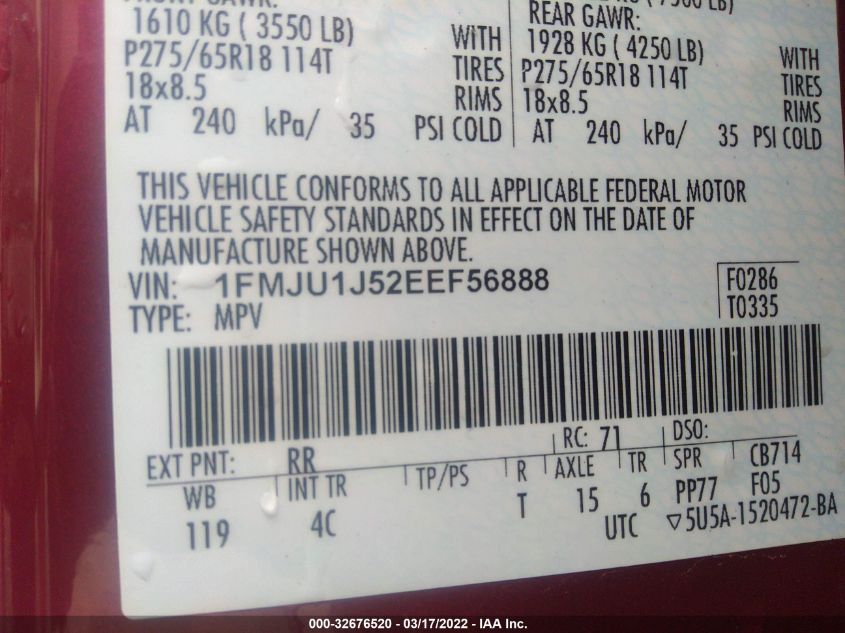 1610 KG ( 3550 LB) WITH
P275/65R18 114T TIRES
18x8.5 RIMS
AT 240 kPa/ 35 PSI COLD
REAR GAWR:
1928 KG ( 4250 LB) WITH
P275/65R18 114T TIRES
18x8.5 RIMS
AT 240 kPa/ 35 PSI COLD
THIS VEHICLE CONFORMS TO ALL APPLICABLE FEDERAL MOTOR
VEHICLE SAFETY STANDARDS IN EFFECT ON THE DATE OF
MANUFACTURE SHOWN ABOVE.
VIN: 1FMJU1J52EEF56888 F0286
TYPE: MPV T0335
EXT PNT: RR RC: 71 DSO:
WB INT TR TP/PS R AXLE TR SPR CB714
119 4C T 15 6 PP77 F05
UTC ▽5U5A-1520472-BA
000-32676520 / 03/17/2022 - IAA Inc.